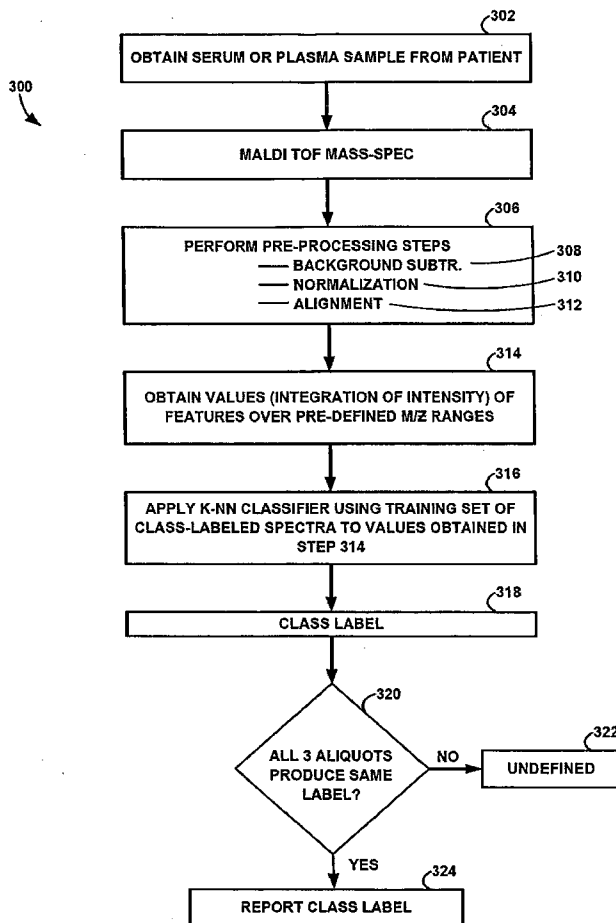 302
OBTAIN SERUM OR PLASMA SAMPLE FROM PATIENT
300
304
MALDI TOF MASS-SPEC
306
PERFORM PRE-PROCESSING STEPS
— BACKGROUND SUBTR. 308
— NORMALIZATION 310
— ALIGNMENT 312
314
OBTAIN VALUES (INTEGRATION OF INTENSITY) OF
FEATURES OVER PRE-DEFINED M/Z RANGES
316
APPLY K-NN CLASSIFIER USING TRAINING SET OF
CLASS-LABELED SPECTRA TO VALUES OBTAINED IN
STEP 314
318
CLASS LABEL
320
ALL 3 ALIQUOTS
PRODUCE SAME
LABEL?
NO
322
UNDEFINED
YES
324
REPORT CLASS LABEL